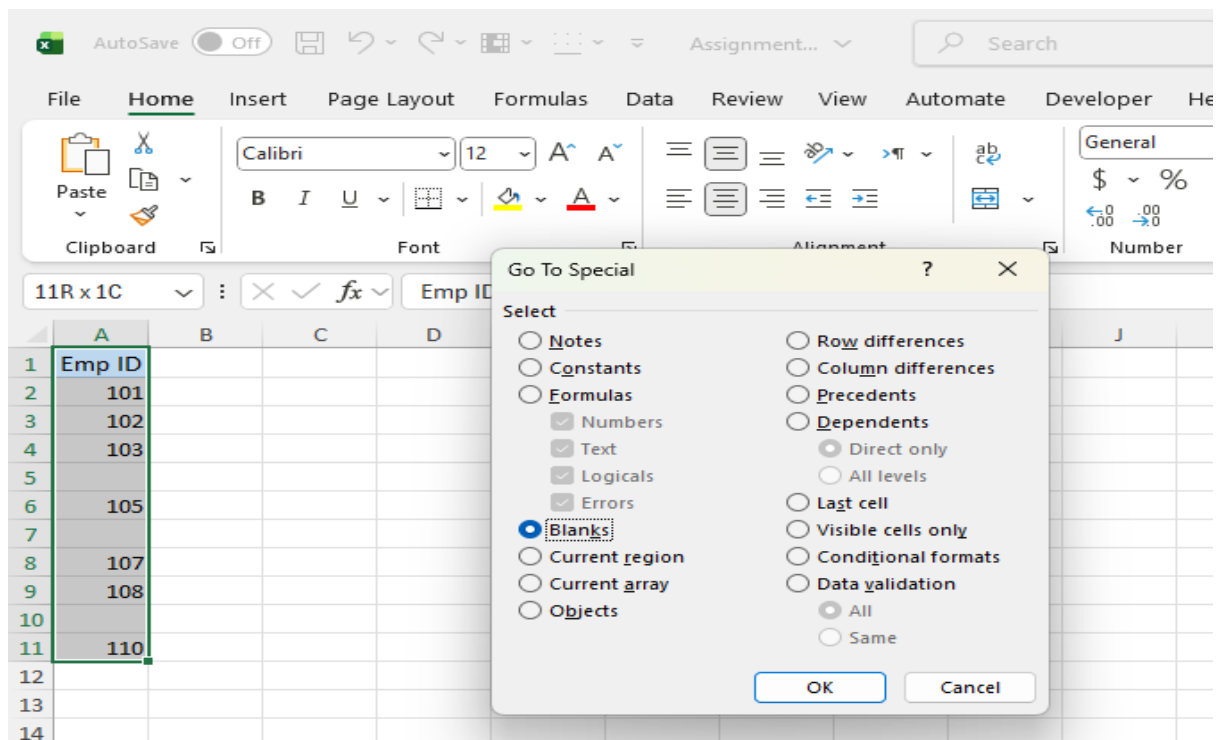 AutoSave Off Assignment... Search
File Home Insert Page Layout Formulas Data Review View Automate Developer He
Paste
Calibri 12 A^ A˅
B I U A
ab
General
$ %
Clipboard Font Alignment Number
11R x 1C fx Emp ID
A B C D J
1 Emp ID
2 101
3 102
4 103
5
6 105
7
8 107
9 108
10
11 110
12
13
14
Go To Special ?
Select
Notes
Constants
Formulas
Numbers
Text
Logicals
Errors
Blanks
Current region
Current array
Objects
Row differences
Column differences
Precedents
Dependents
Direct only
All levels
Last cell
Visible cells only
Conditional formats
Data validation
All
Same
OK Cancel